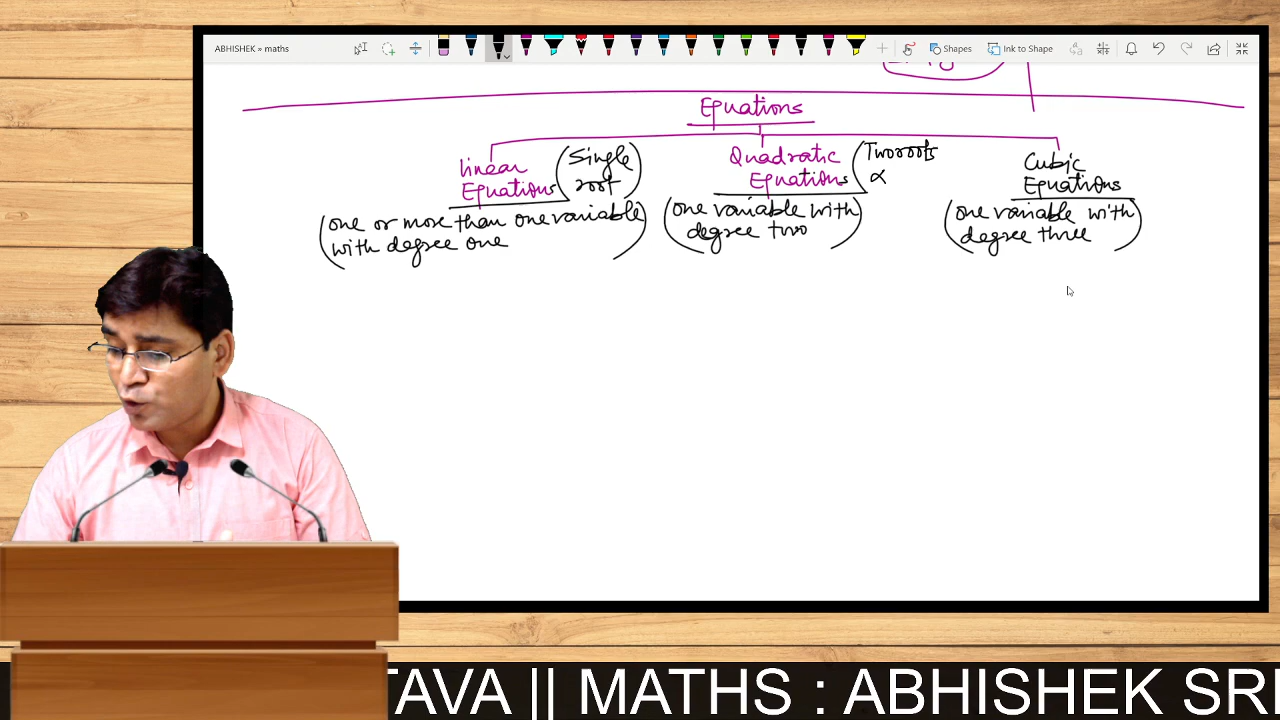 ABHISHEK » maths
Shapes
Ink to Shape
Equations
Linear
Equations
(Single
root)
Quadratic
Equations
(Two roots
α
Cubic
Equations
(one or more than one variable
with degree one)
(one variable with
degree two)
(one variable with
degree three)
TAVA || MATHS : ABHISHEK SRI